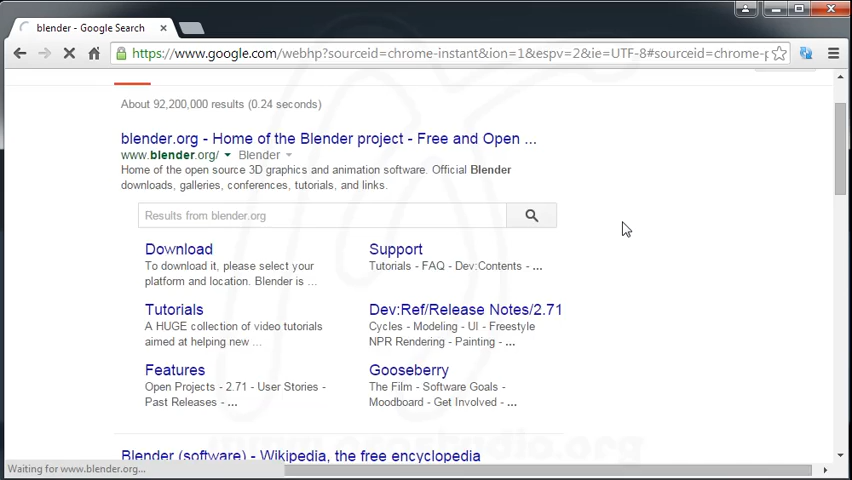 blender - Google Search
https://www.google.com/webhp?sourceid=chrome-instant&ion=1&espv=2&ie=UTF-8#sourceid=chrome-p
About 92,200,000 results (0.24 seconds)
blender.org - Home of the Blender project - Free and Open ...
www.blender.org/ Blender
Home of the open source 3D graphics and animation software. Official Blender
downloads, galleries, conferences, tutorials, and links.
Results from blender.org
Download
To download it, please select your
platform and location. Blender is ...
Support
Tutorials - FAQ - Dev:Contents - ...
Tutorials
A HUGE collection of video tutorials
aimed at helping new ...
Dev:Ref/Release Notes/2.71
Cycles - Modeling - UI - Freestyle
NPR Rendering - Painting - ...
Features
Open Projects - 2.71 - User Stories -
Past Releases - ...
Gooseberry
The Film - Software Goals -
Moodboard - Get Involved - ...
Blender (software) - Wikipedia, the free encyclopedia
Waiting for www.blender.org...